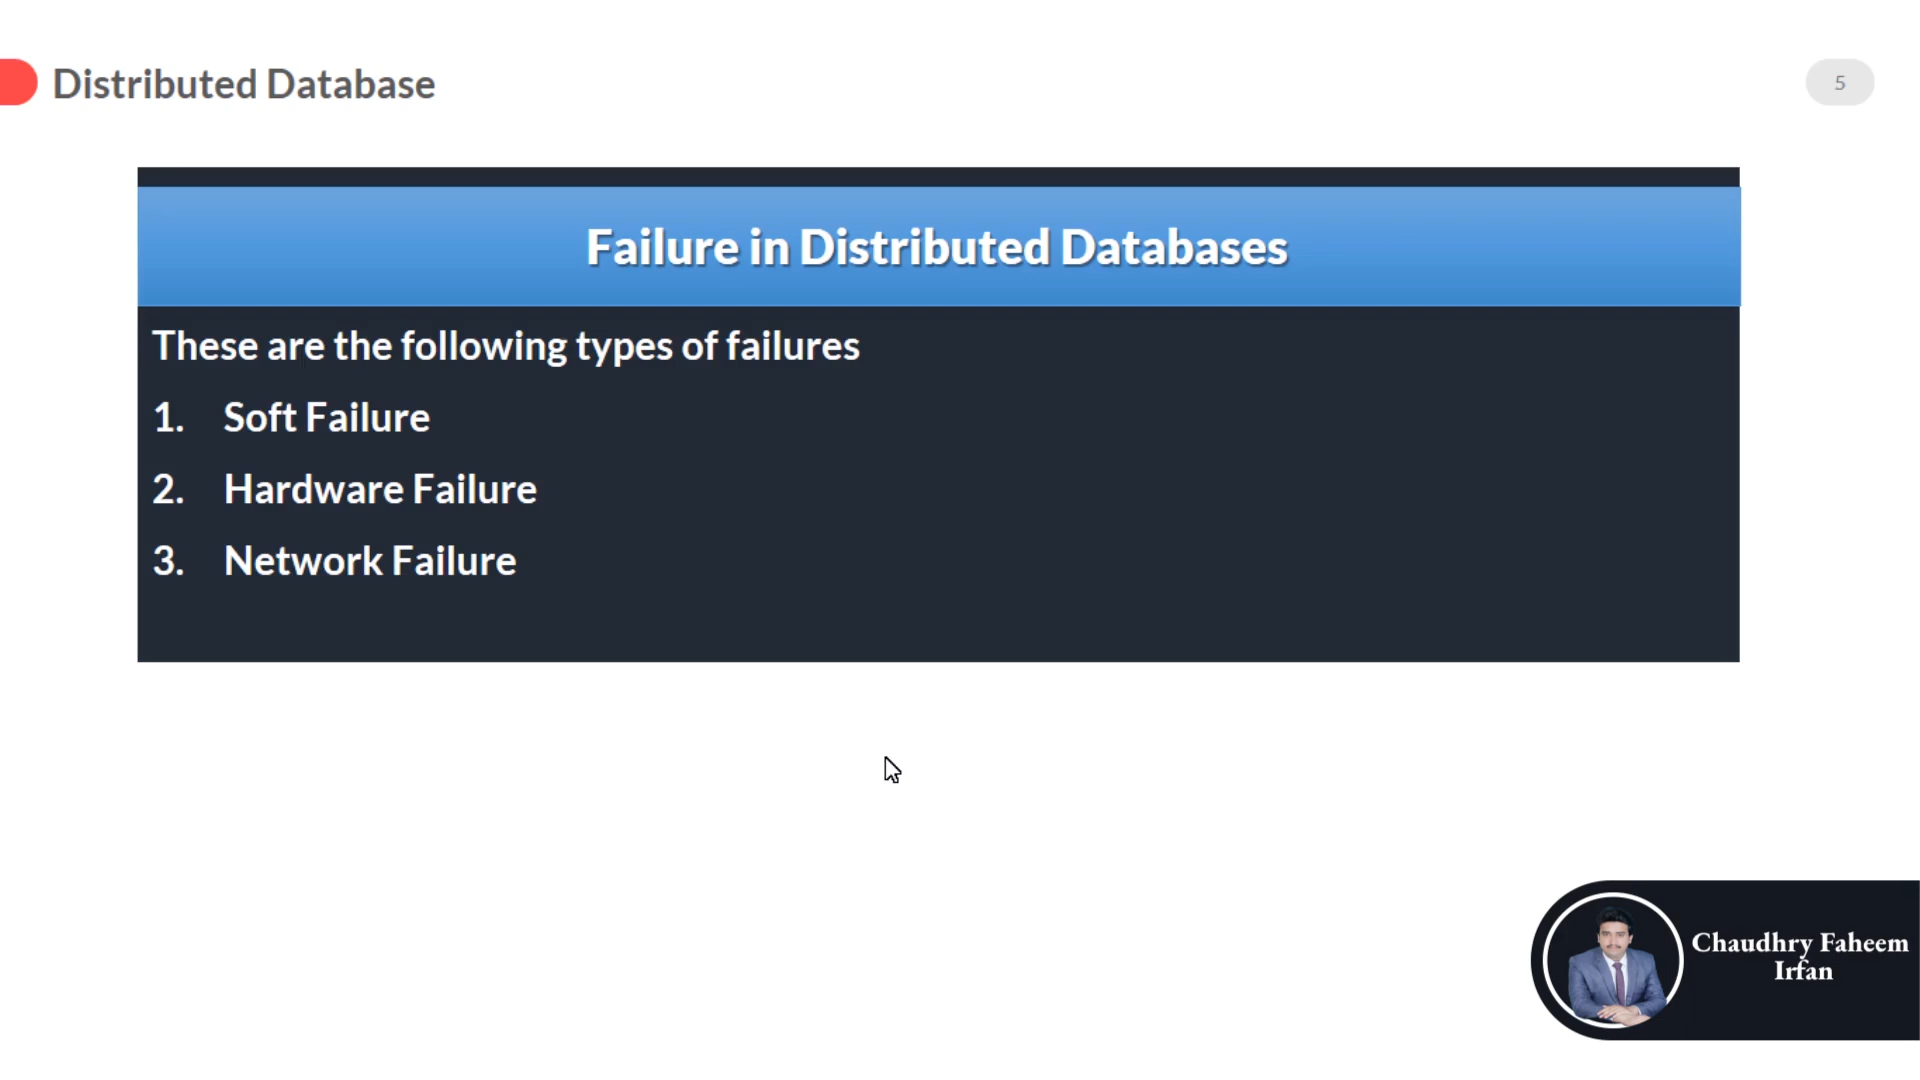 Distributed Database
5
Failure in Distributed Databases
These are the following types of failures
1. Soft Failure
2. Hardware Failure
3. Network Failure
Chaudhry Faheem
Irfan